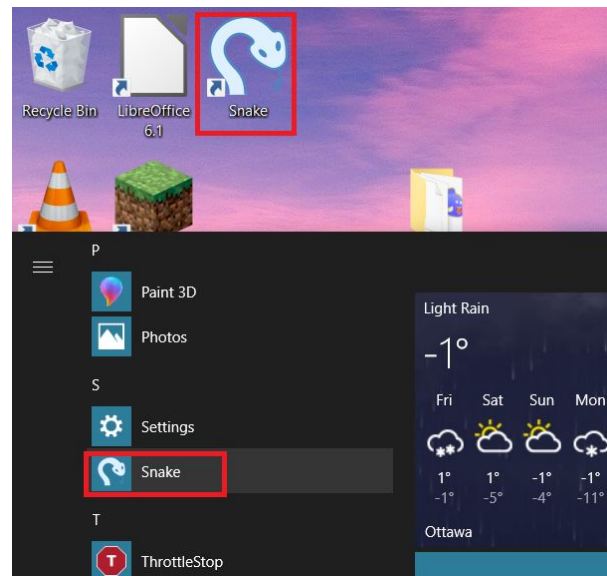 Recycle Bin
LibreOffice
6.1
Snake
P
Paint 3D
Photos
S
Settings
Snake
T
T
ThrottleStop
Light Rain
-1°
Fri Sat Sun Mon
1° 1° -1° -1°
-1° -5° -4° -11°
Ottawa